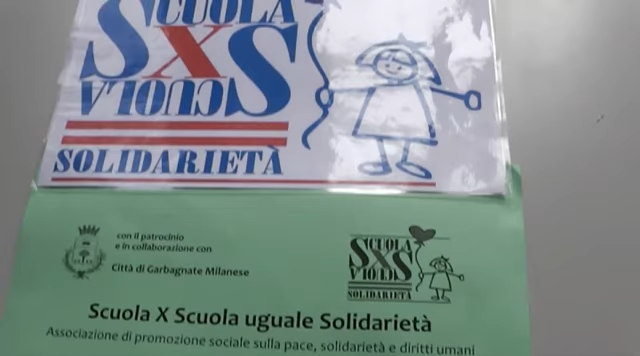 SCUOLA
X
SCUOLA
SOLIDARIETÀ
con il patrocinio
e in collaborazione con
Città di Garbagnate Milanese
SCUOLA
X
SCUOLA
SOLIDARIETÀ
Scuola X Scuola uguale Solidarietà
Associazione di promozione sociale sulla pace, solidarietà e diritti umani